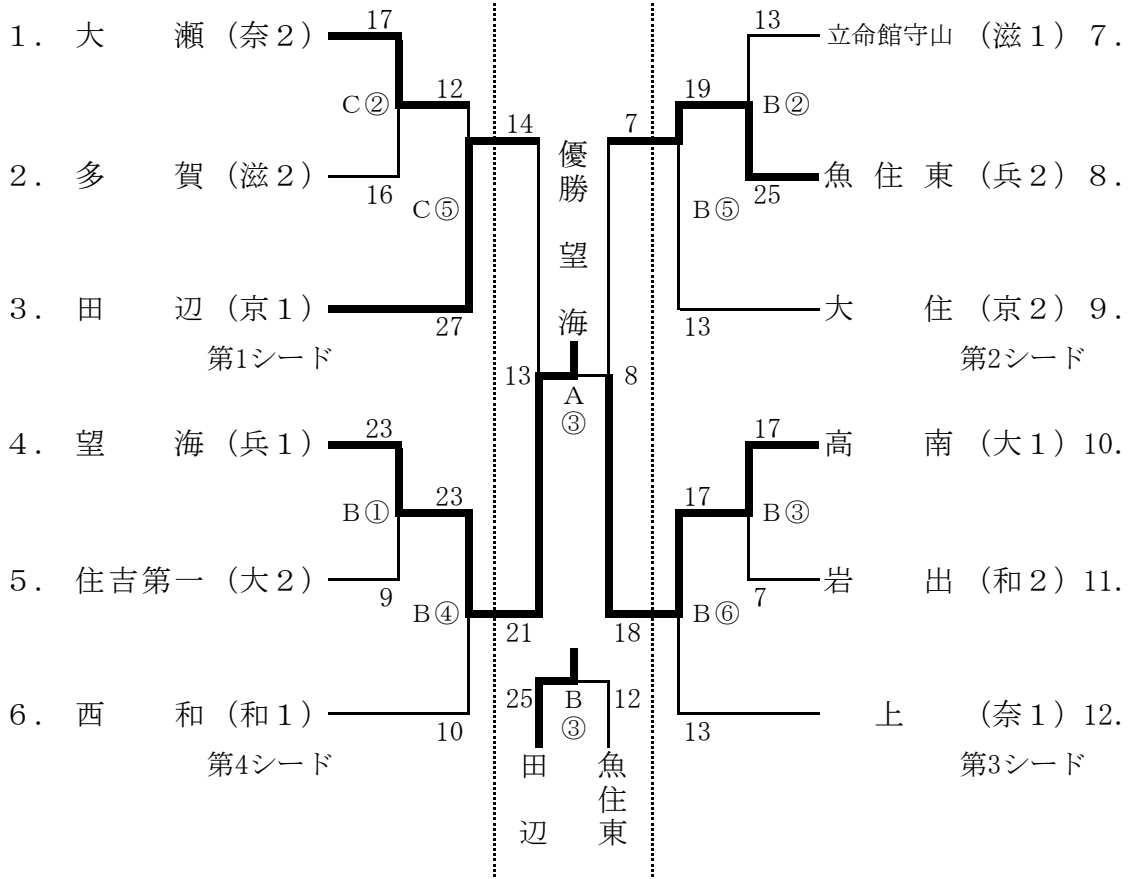 17
13
1. 大 瀬 (奈2)
立命館守山 (滋1) 7.
12
19
C②
B②
14
7
2. 多 賀 (滋2)
魚住東 (兵2) 8.
16
25
C⑤
B⑤
優勝 望海
3. 田 辺 (京1)
大 住 (京2) 9.
27
13
第1シード
第2シード
13
8
A
③
4. 望 海 (兵1)
高 南 (大1) 10.
23
17
23
17
B①
B③
5. 住吉第一 (大2)
岩 出 (和2) 11.
9
7
B④
B⑥
21
18
25
B
③
12
6. 西 和 (和1)
上 (奈1) 12.
10
13
第4シード
第3シード
田辺
魚住東